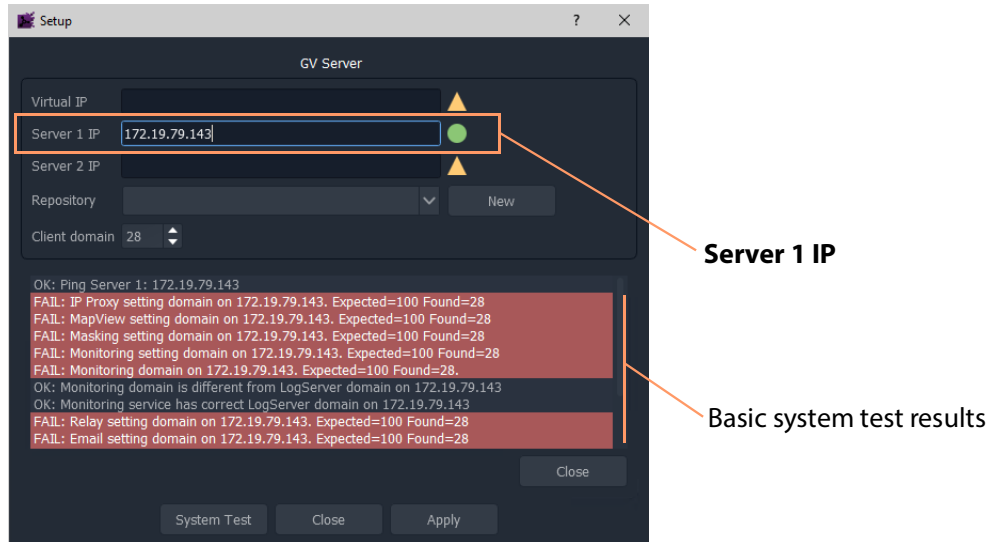 Setup
?
GV Server
Virtual IP
Server 1 IP 172.19.79.143
Server 2 IP
Repository New
Client domain 28
Server 1 IP
OK: Ping Server 1: 172.19.79.143
FAIL: IP Proxy setting domain on 172.19.79.143. Expected=100 Found=28
FAIL: MapView setting domain on 172.19.79.143. Expected=100 Found=28
FAIL: Masking setting domain on 172.19.79.143. Expected=100 Found=28
FAIL: Monitoring setting domain on 172.19.79.143. Expected=100 Found=28
FAIL: Monitoring domain on 172.19.79.143. Expected=100 Found=28.
OK: Monitoring domain is different from LogServer domain on 172.19.79.143
OK: Monitoring service has correct LogServer domain on 172.19.79.143
FAIL: Relay setting domain on 172.19.79.143. Expected=100 Found=28
FAIL: Email setting domain on 172.19.79.143. Expected=100 Found=28
Basic system test results
Close
System Test Close Apply